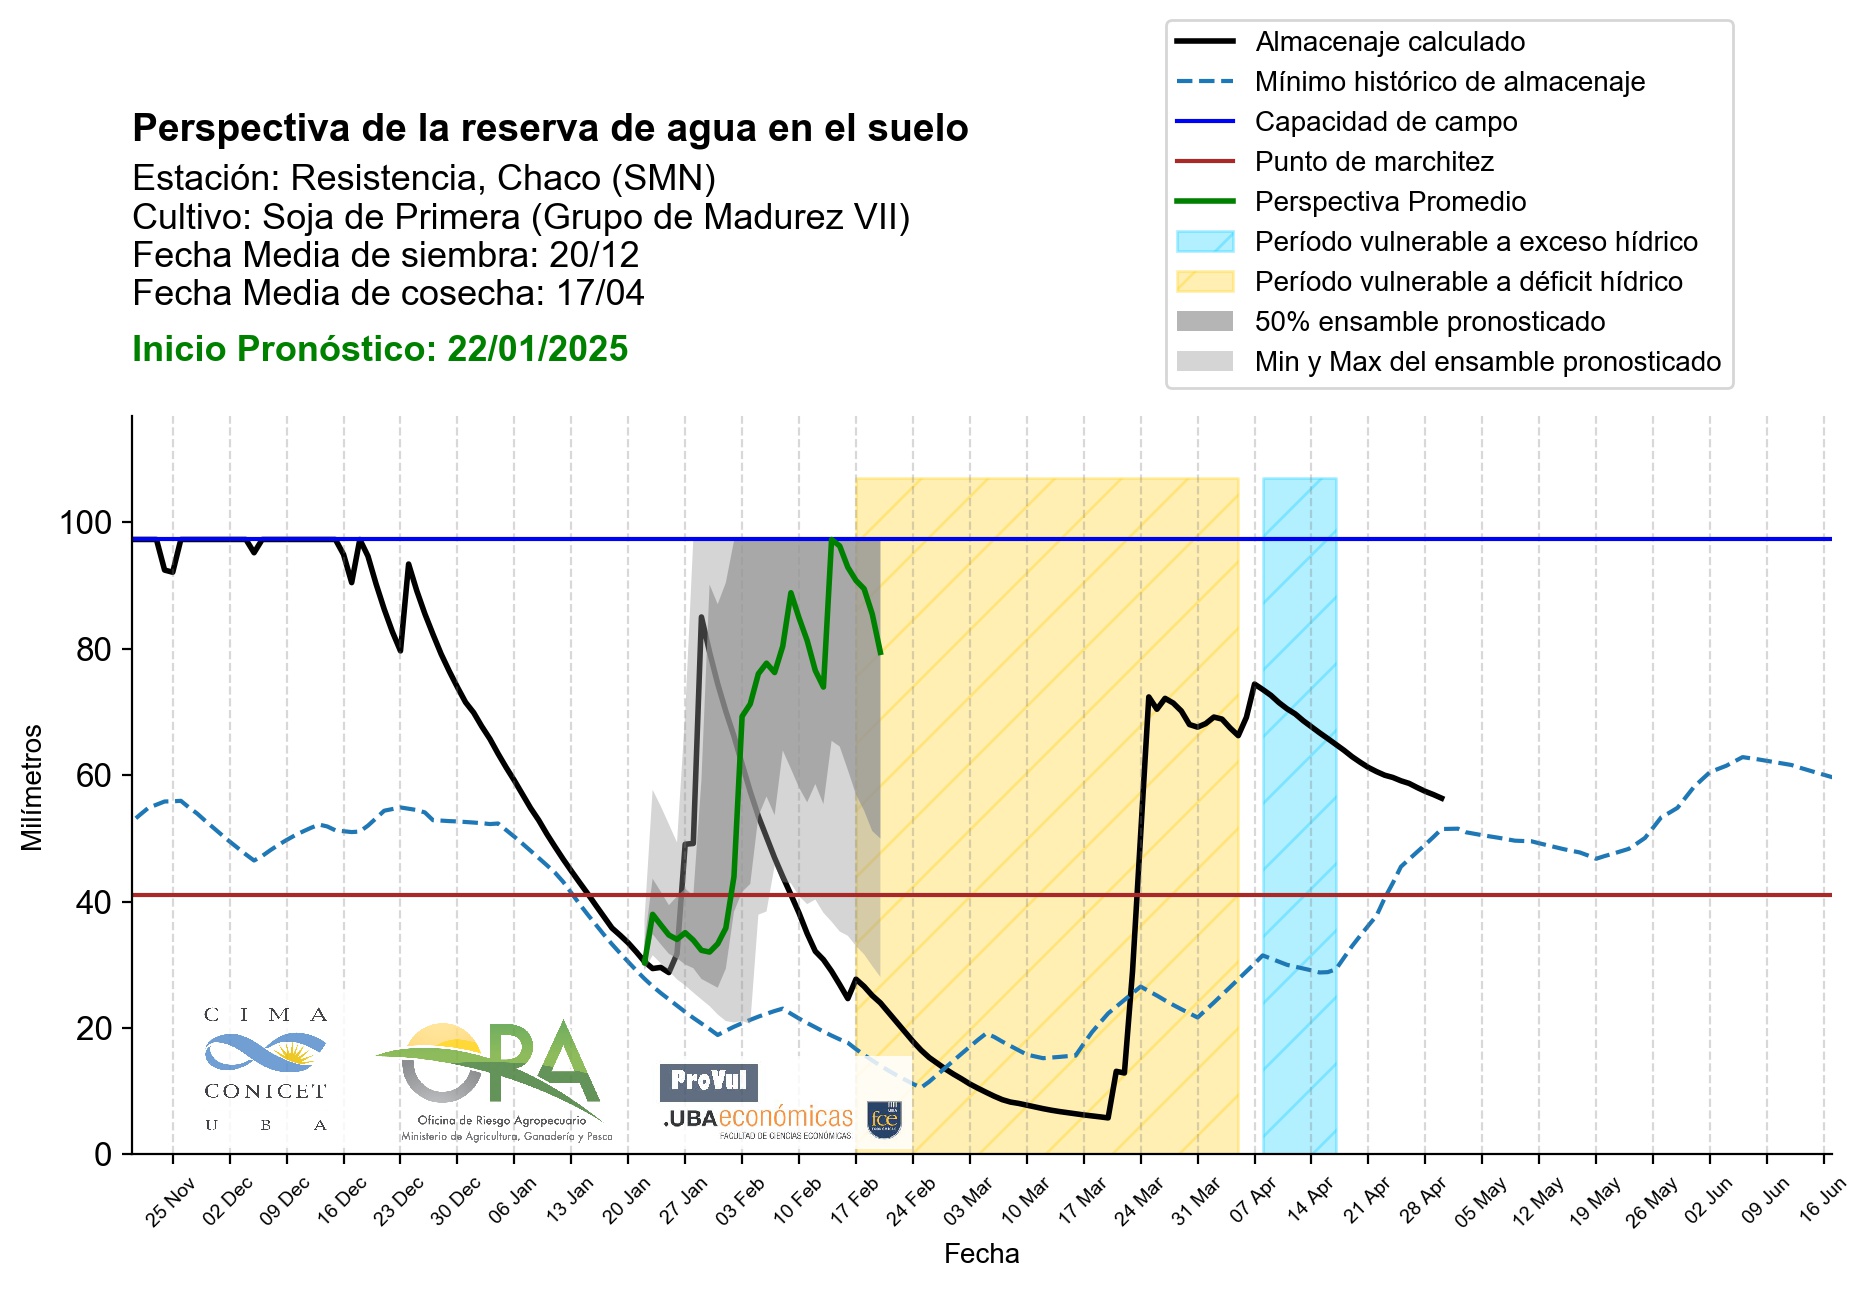 Almacenaje calculado
Mínimo histórico de almacenaje
Capacidad de campo
Punto de marchitez
Perspectiva Promedio
Período vulnerable a exceso hídrico
Período vulnerable a déficit hídrico
50% ensamble pronosticado
Min y Max del ensamble pronosticado
Perspectiva de la reserva de agua en el suelo
Estación: Resistencia, Chaco (SMN)
Cultivo: Soja de Primera (Grupo de Madurez VII)
Fecha Media de siembra: 20/12
Fecha Media de cosecha: 17/04
Inicio Pronóstico: 22/01/2025
Milímetros
100
80
60
40
20
0
CIMA
CONICET
UBA
ORA
Oficina de Riesgo Agropecuario
Ministerio de Agricultura, Ganadería y Pesca
ProVul
.UBAeconómicas
FACULTAD DE CIENCIAS ECONÓMICAS
UBA
fce
ECONÓMICAS
25 Nov
02 Dec
09 Dec
16 Dec
23 Dec
30 Dec
06 Jan
13 Jan
20 Jan
27 Jan
03 Feb
10 Feb
17 Feb
24 Feb
03 Mar
10 Mar
17 Mar
24 Mar
31 Mar
07 Apr
14 Apr
21 Apr
28 Apr
05 May
12 May
19 May
26 May
02 Jun
09 Jun
16 Jun
Fecha